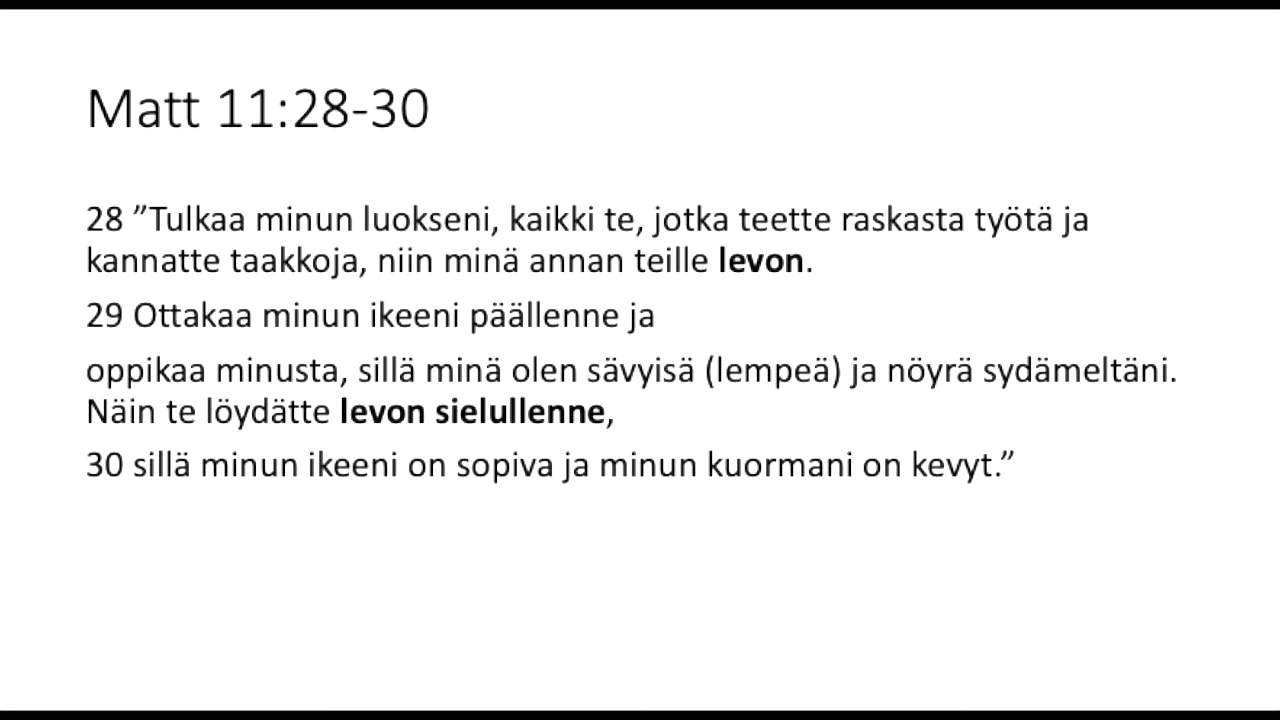 Matt 11:28-30
28 ”Tulkaa minun luokseni, kaikki te, jotka teette raskasta työtä ja
kannatte taakkoja, niin minä annan teille levon.
29 Ottakaa minun ikeeni päällenne ja
oppikaa minusta, sillä minä olen sävyisä (lempeä) ja nöyrä sydämeltäni.
Näin te löydätte levon sielullenne,
30 sillä minun ikeeni on sopiva ja minun kuormani on kevyt.”